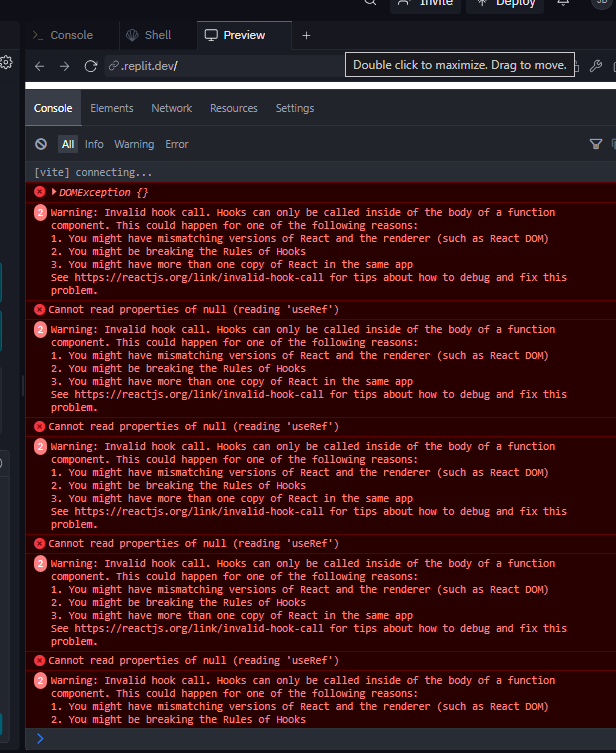 Invite
Deploy
Console
Shell
Preview
.replit.dev/
Double click to maximize. Drag to move.
Console
Elements
Network
Resources
Settings
All
Info
Warning
Error
[vite] connecting...
DOMException {}
2
Warning: Invalid hook call. Hooks can only be called inside of the body of a function
component. This could happen for one of the following reasons:
1. You might have mismatching versions of React and the renderer (such as React DOM)
2. You might be breaking the Rules of Hooks
3. You might have more than one copy of React in the same app
See https://reactjs.org/link/invalid-hook-call for tips about how to debug and fix this
problem.
Cannot read properties of null (reading 'useRef')
2
Warning: Invalid hook call. Hooks can only be called inside of the body of a function
component. This could happen for one of the following reasons:
1. You might have mismatching versions of React and the renderer (such as React DOM)
2. You might be breaking the Rules of Hooks
3. You might have more than one copy of React in the same app
See https://reactjs.org/link/invalid-hook-call for tips about how to debug and fix this
problem.
Cannot read properties of null (reading 'useRef')
2
Warning: Invalid hook call. Hooks can only be called inside of the body of a function
component. This could happen for one of the following reasons:
1. You might have mismatching versions of React and the renderer (such as React DOM)
2. You might be breaking the Rules of Hooks
3. You might have more than one copy of React in the same app
See https://reactjs.org/link/invalid-hook-call for tips about how to debug and fix this
problem.
Cannot read properties of null (reading 'useRef')
2
Warning: Invalid hook call. Hooks can only be called inside of the body of a function
component. This could happen for one of the following reasons:
1. You might have mismatching versions of React and the renderer (such as React DOM)
2. You might be breaking the Rules of Hooks
3. You might have more than one copy of React in the same app
See https://reactjs.org/link/invalid-hook-call for tips about how to debug and fix this
problem.
Cannot read properties of null (reading 'useRef')
2
Warning: Invalid hook call. Hooks can only be called inside of the body of a function
component. This could happen for one of the following reasons:
1. You might have mismatching versions of React and the renderer (such as React DOM)
2. You might be breaking the Rules of Hooks